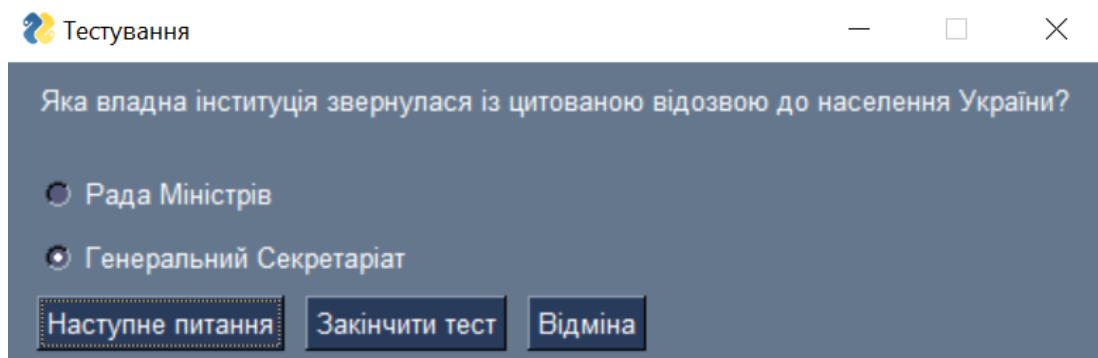 Тестування
Яка владна інституція звернулася із цитованою відозвою до населення України?
Рада Міністрів
Генеральний Секретаріат
Наступне питання Закінчити тест Відміна